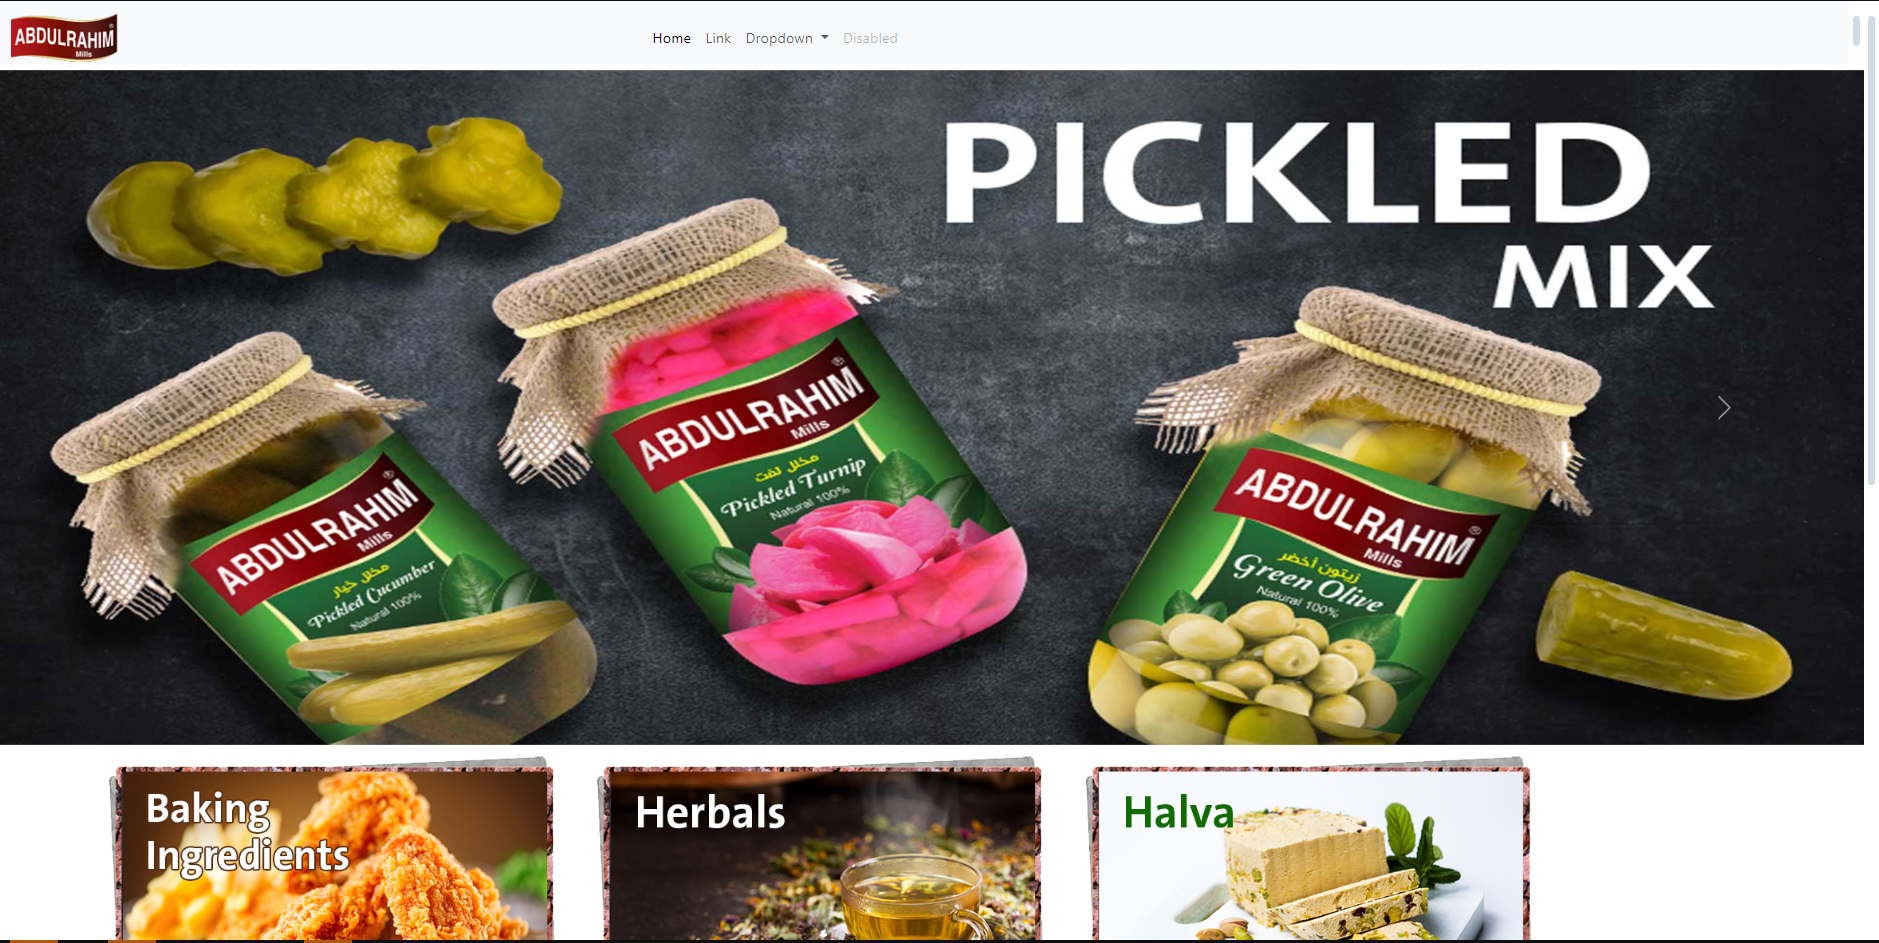 ABDULRAHIM
®
Mills
Home Link Dropdown Disabled
PICKLED
MIX
ABDULRAHIM
®
Mills
مخلل خيار
Pickled Cucumber
Natural 100%
ABDULRAHIM
®
Mills
مخلل لفت
Pickled Turnip
Natural 100%
ABDULRAHIM
®
Mills
زيتون أخضر
Green Olive
Natural 100%
Baking
Ingredients
Herbals
Halva